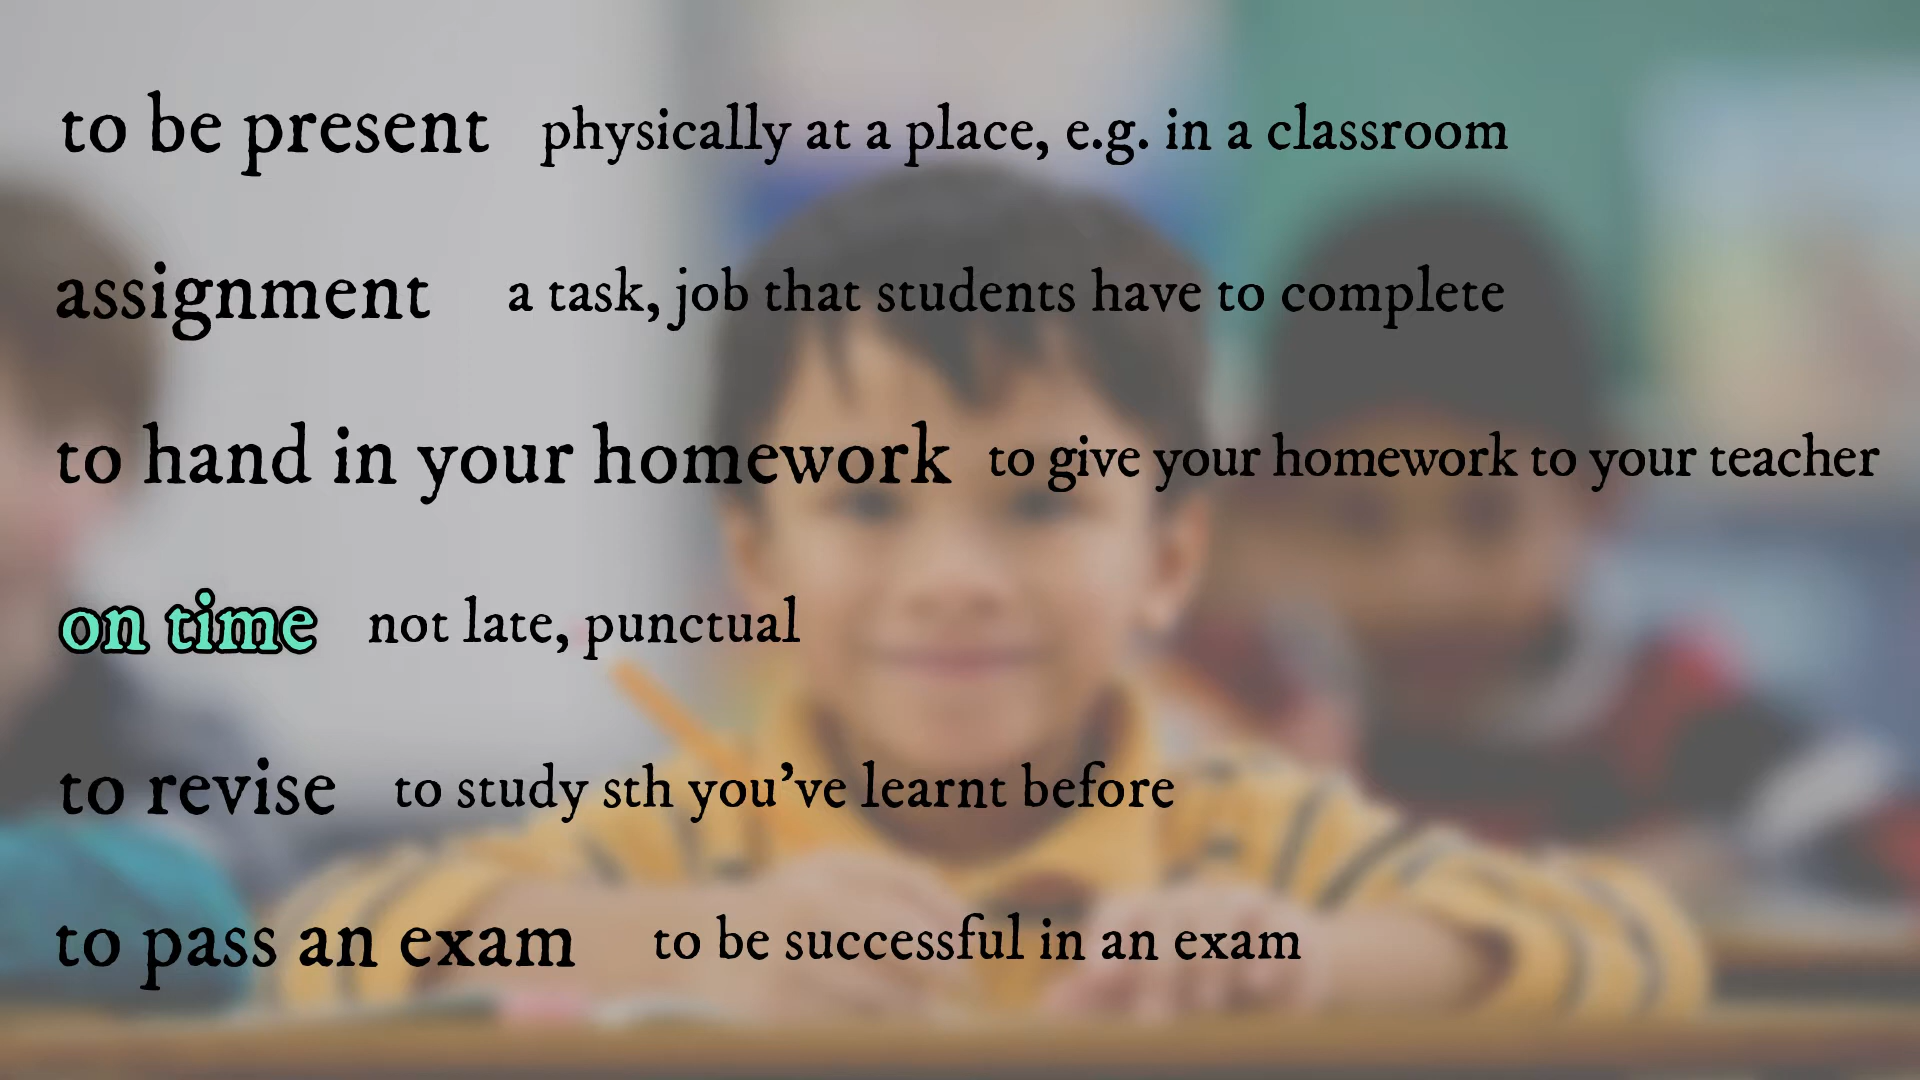 to be present physically at a place, e.g. in a classroom
assignment a task, job that students have to complete
to hand in your homework to give your homework to your teacher
on time not late, punctual
to revise to study sth you've learnt before
to pass an exam to be successful in an exam